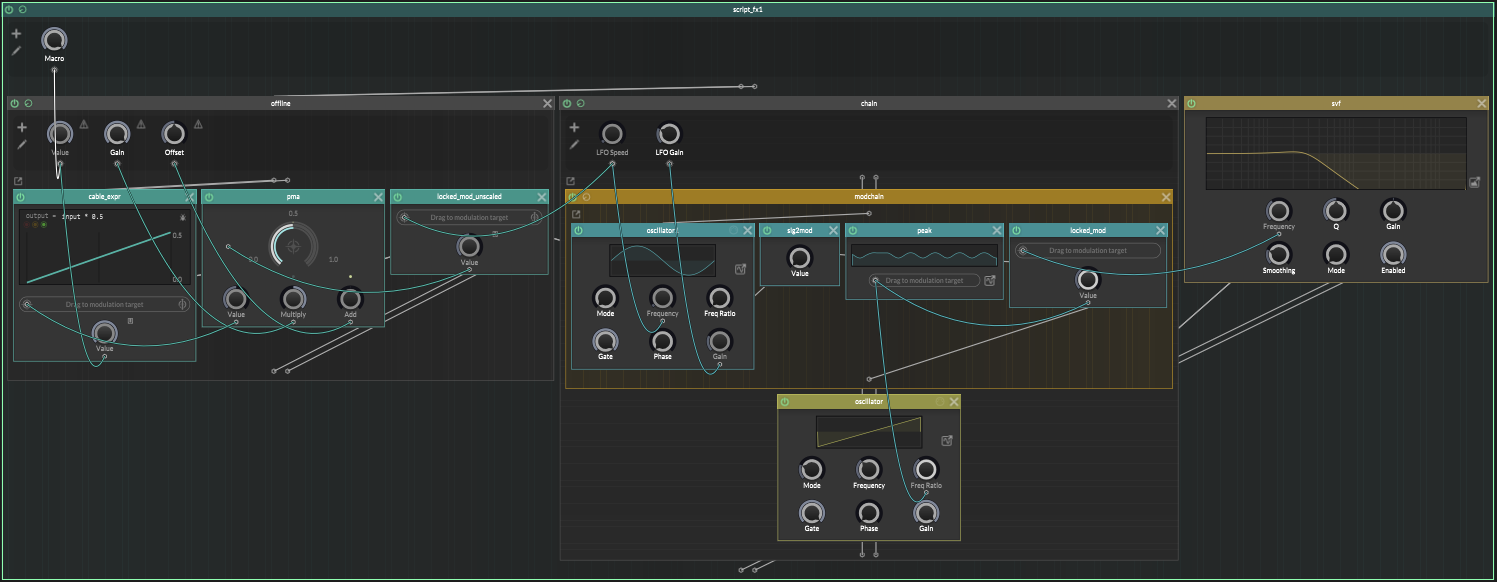 script_fx1
Macro
offline
chain
svf
Value
Gain
Offset
LFO Speed
LFO Gain
cable_expr
pma
locked_mod_unscaled
modchain
output = input * 0.5
0.5
0.0
Drag to modulation target
Value
0.5
0.0
1.0
Value
Multiply
Add
Drag to modulation target
Value
sig2mod
peak
locked_mod
Mode
Frequency
Freq Ratio
Gate
Phase
Gain
Value
Drag to modulation target
Drag to modulation target
Value
Frequency
Q
Gain
Smoothing
Mode
Enabled
oscillator
Mode
Frequency
Freq Ratio
Gate
Phase
Gain